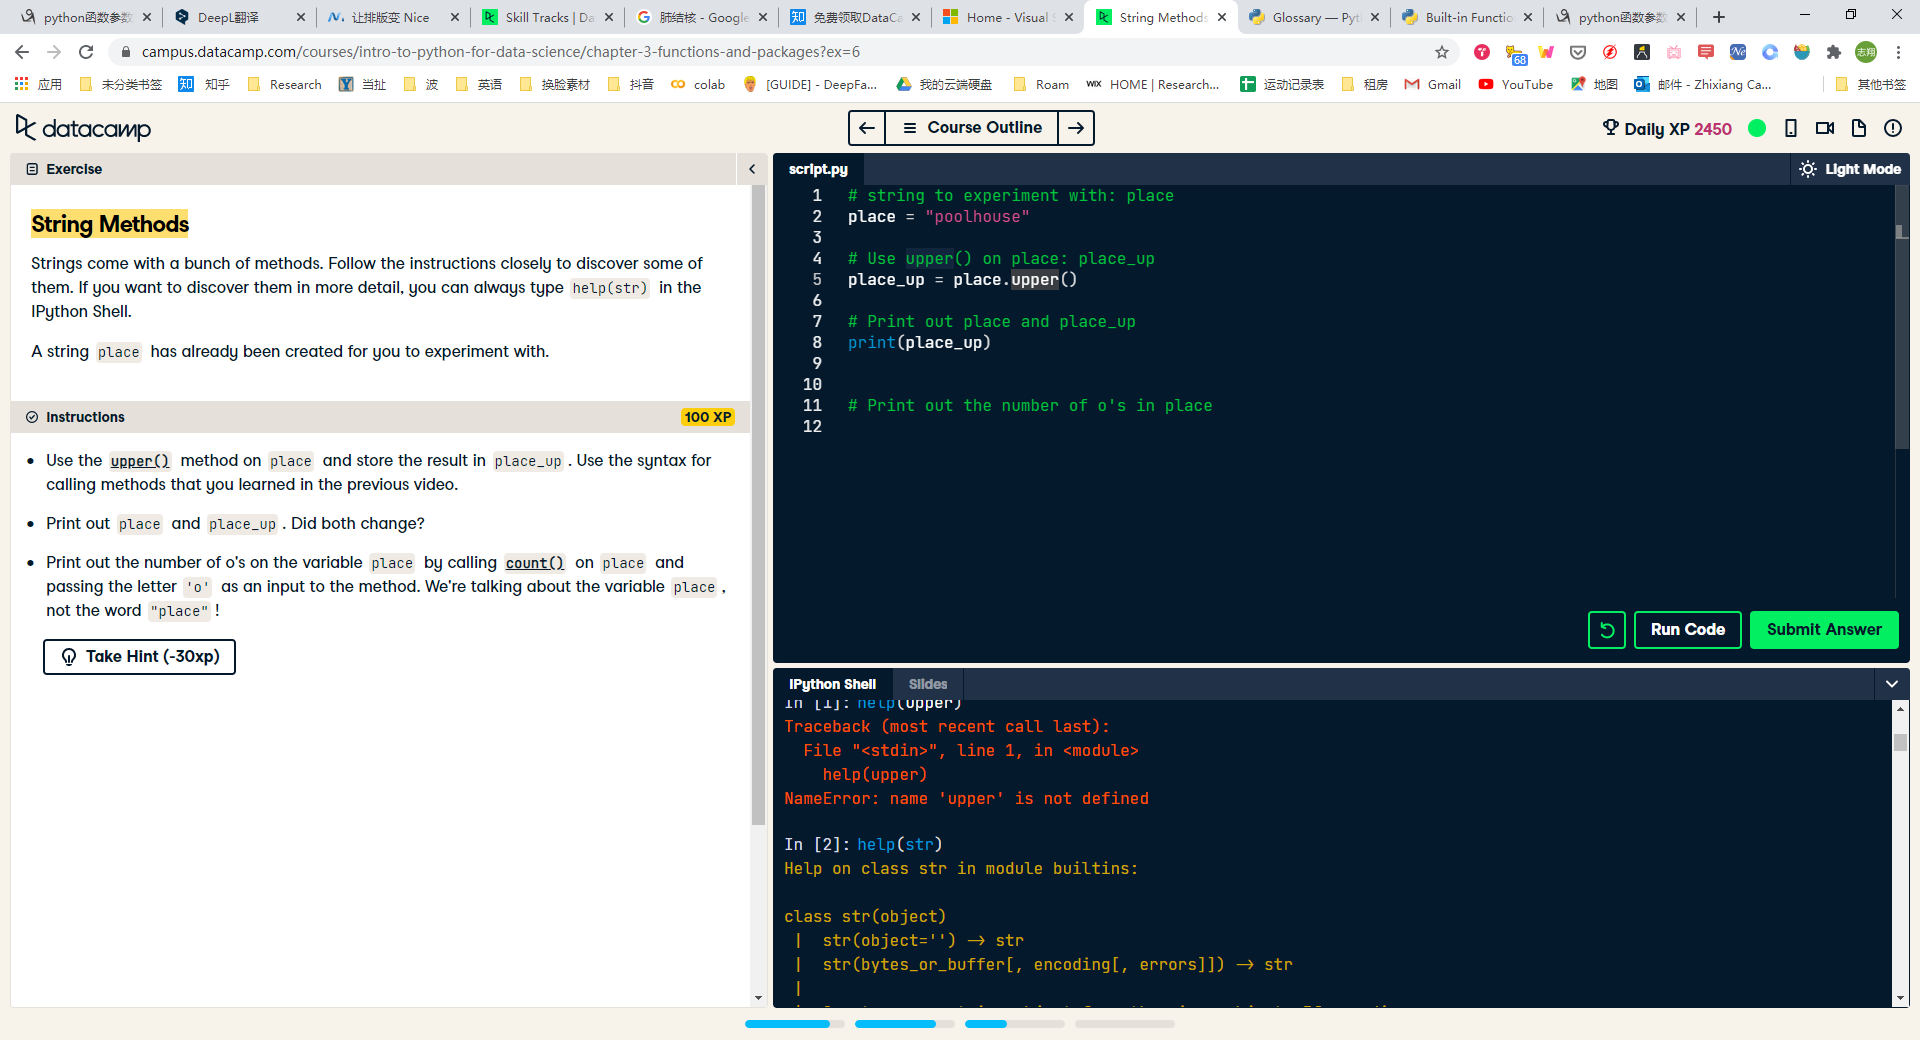 python函数参数
DeepL翻译
让排版变 Nice
Skill Tracks | Da
肺结核 - Google
知 免费领取DataCa
Home - Visual S
String Methods
Glossary — Pyt
Built-in Functio
python函数参数
campus.datacamp.com/courses/intro-to-python-for-data-science/chapter-3-functions-and-packages?ex=6
68
Ne
志翔
应用
未分类书签
知 知乎
Research
当扯
波
英语
换脸素材
抖音
colab
[GUIDE] - DeepFa...
我的云端硬盘
Roam
WIX HOME | Research...
运动记录表
租房
Gmail
YouTube
地图
邮件 - Zhixiang Ca...
其他书签
datacamp
Course Outline
Daily XP 2450
Exercise
String Methods
Strings come with a bunch of methods. Follow the instructions closely to discover some of
them. If you want to discover them in more detail, you can always type help(str) in the
IPython Shell.
A string place has already been created for you to experiment with.
Instructions
100 XP
• Use the upper() method on place and store the result in place_up . Use the syntax for
calling methods that you learned in the previous video.
• Print out place and place_up . Did both change?
• Print out the number of o's on the variable place by calling count() on place and
passing the letter 'o' as an input to the method. We're talking about the variable place ,
not the word "place" !
Take Hint (-30xp)
script.py
Light Mode
1 # string to experiment with: place
2 place = "poolhouse"
3
4 # Use upper() on place: place_up
5 place_up = place.upper()
6
7 # Print out place and place_up
8 print(place_up)
9
10
11 # Print out the number of o's in place
12
Run Code
Submit Answer
IPython Shell
Slides
In [1]: help(upper)
Traceback (most recent call last):
File "<stdin>", line 1, in <module>
help(upper)
NameError: name 'upper' is not defined
In [2]: help(str)
Help on class str in module builtins:
class str(object)
| str(object='') -> str
| str(bytes_or_buffer[, encoding[, errors]]) -> str
|